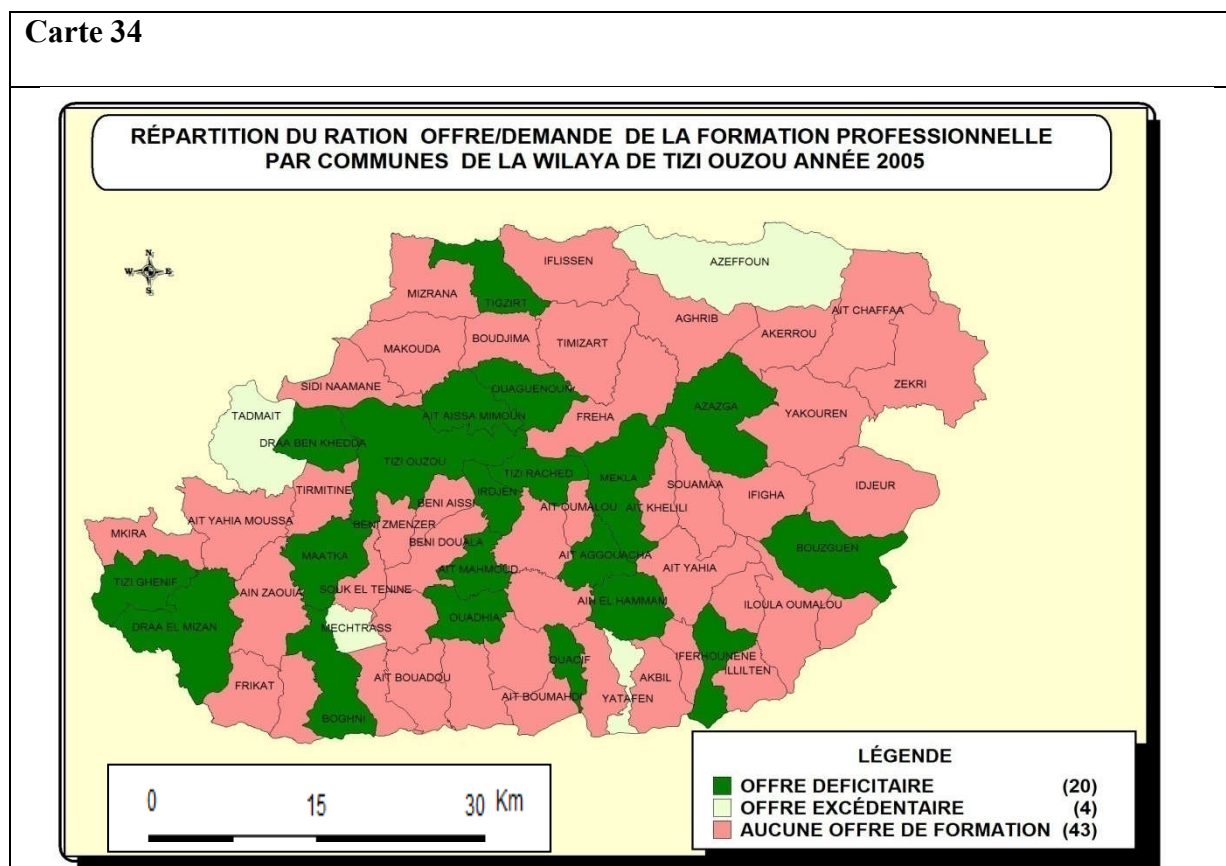 Carte 34
RÉPARTITION DU RATION OFFRE/DEMANDE DE LA FORMATION PROFESSIONNELLE
PAR COMMUNES DE LA WILAYA DE TIZI OUZOU ANNÉE 2005
N
W E
S
IFLISSEN
AZEFFOUN
MIZRANA
TIGZIRT
AIT CHAFFAA
AGHRIB
AKERROU
BOUDJIMA
TIMIZART
MAKOUDA
ZEKRI
SIDI NAAMANE
OUAGUENOUN
AZAZGA
YAKOUREN
TADMAIT
AIT AISSA MIMOUN
FREHA
DRAA BEN KHEDDA
TIZI OUZOU
TIZI RACHED
MEKLA
SOUAMAA
IDJEUR
TIRMITINE
IRDJEN
IFIGHA
BENI AISSI
AIT OUMALOU
AIT KHELILI
AIT YAHIA MOUSSA
BENI ZMENZER
MKIRA
BENI DOUALA
BOUZGUEN
MAATKA
AIT AGGOUACHA
AIT MAHMOUD
AIT YAHIA
TIZI GHENIF
SOUK EL TENINE
AIN ZAOUIA
AIN EL HAMMAM
ILOULA OUMALOU
OUADHIA
DRAA EL MIZAN
MECHTRASS
IFERHOUNENE
OUACIF
ILLILTEN
AIT BOUADOU
AKBIL
FRIKAT
AIT BOUMAHDI
YATAFEN
BOGHNI
LÉGENDE
OFFRE DEFICITAIRE (20)
OFFRE EXCÉDENTAIRE (4)
AUCUNE OFFRE DE FORMATION (43)
0 15 30 Km